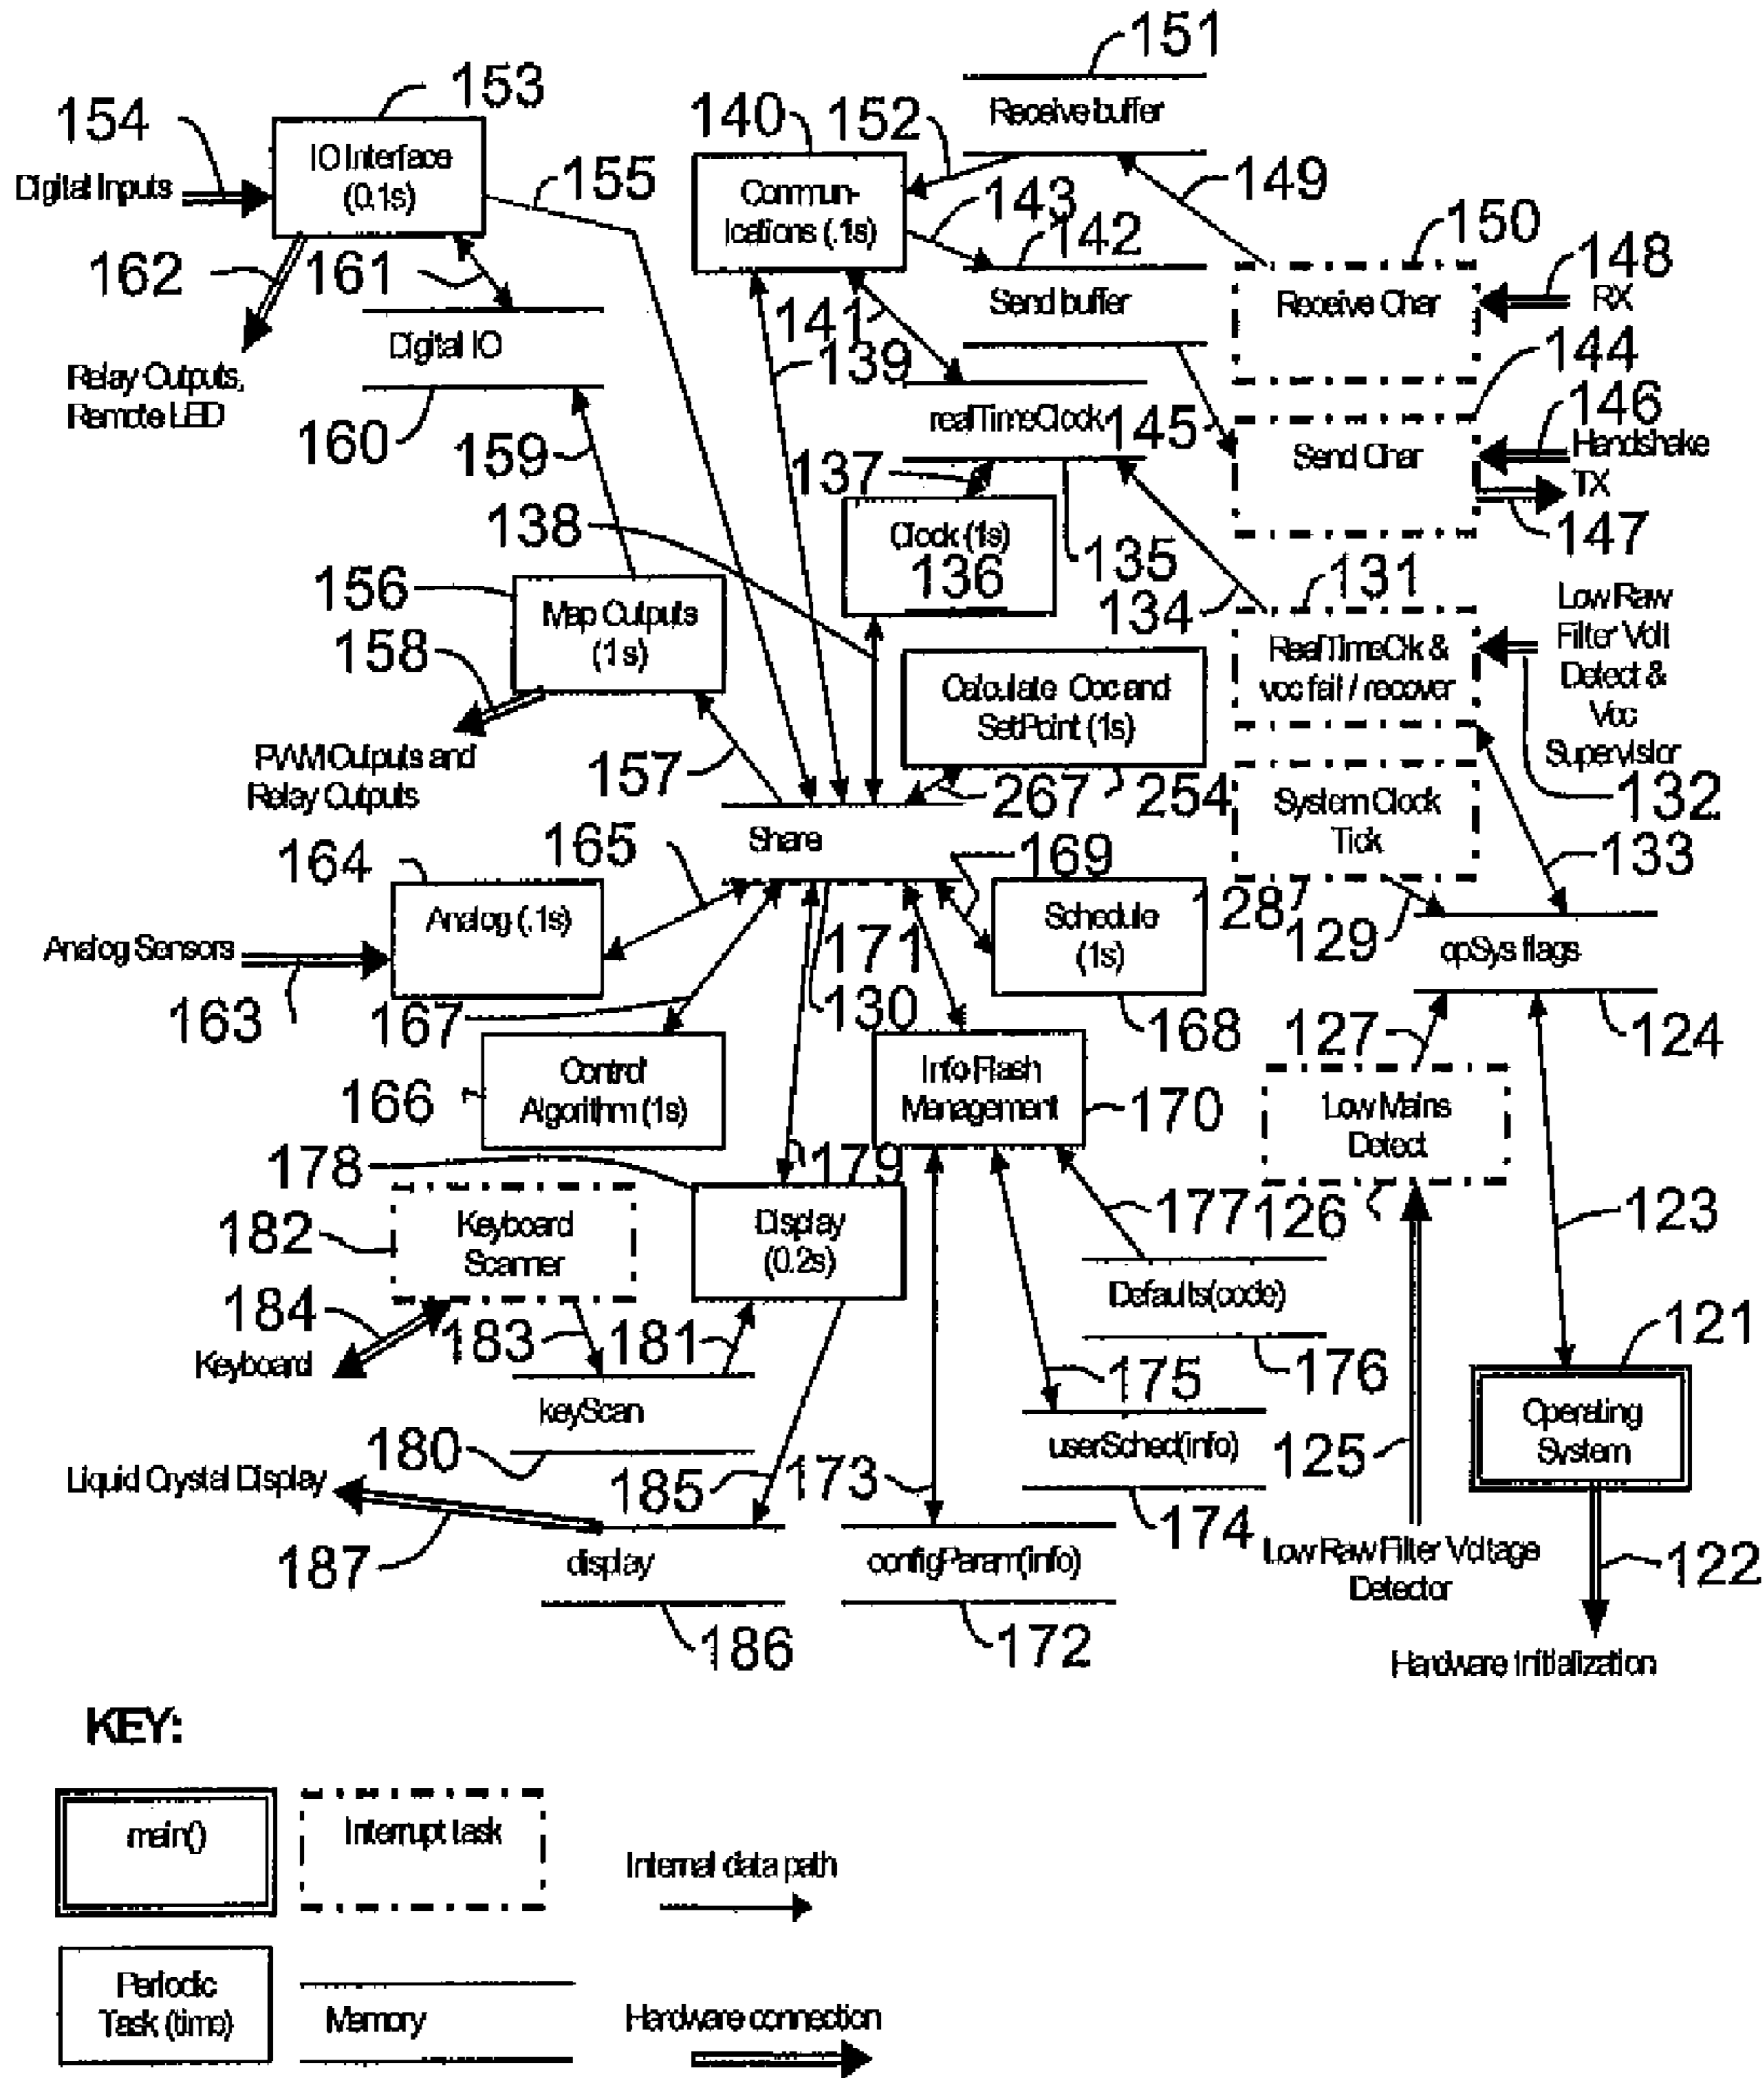 151
153
154
140
152
Receive buffer
IO Interface
(0.1s)
155
Commun-
ications (.1s)
143
149
Digital Inputs
142
150
148
162
161
141
Send buffer
Receive Char
RX
139
144
Digital IO
Relay Outputs,
Remote LED
realTimeClock
145
146
Handshake
160
159
Send Char
137
TX
138
Clock (1s)
136
135
147
156
134
131
Map Outputs
(1s)
Low Raw
Filter Volt
Detect &
Vcc
Supervisior
158
RealTimeClk &
vcc fail / recover
Calculate Occ and
SetPoint (1s)
PWM Outputs and
Relay Outputs
157
267
254
System Clock
Tick
132
Share
133
164
165
169
Analog (.1s)
171
Schedule
(1s)
128
129
opSys flags
Analog Sensors
130
163
167
168
127
124
Control
Algorithm (1s)
Info Flash
Management
166
170
Low Mains
Detect
178
179
182
Keyboard
Scanner
Display
(0.2s)
177
126
123
Defaults(code)
184
183
181
121
Keyboard
175
176
keyScan
Operating
System
180
userSched(info)
125
Liquid Crystal Display
185
173
174
187
display
configParam(info)
Low Raw Filter Voltage
Detector
122
186
172
Hardware Initialization
KEY:
main()
Interrupt task
Internal data path
Periodic
Task (time)
Memory
Hardware connection